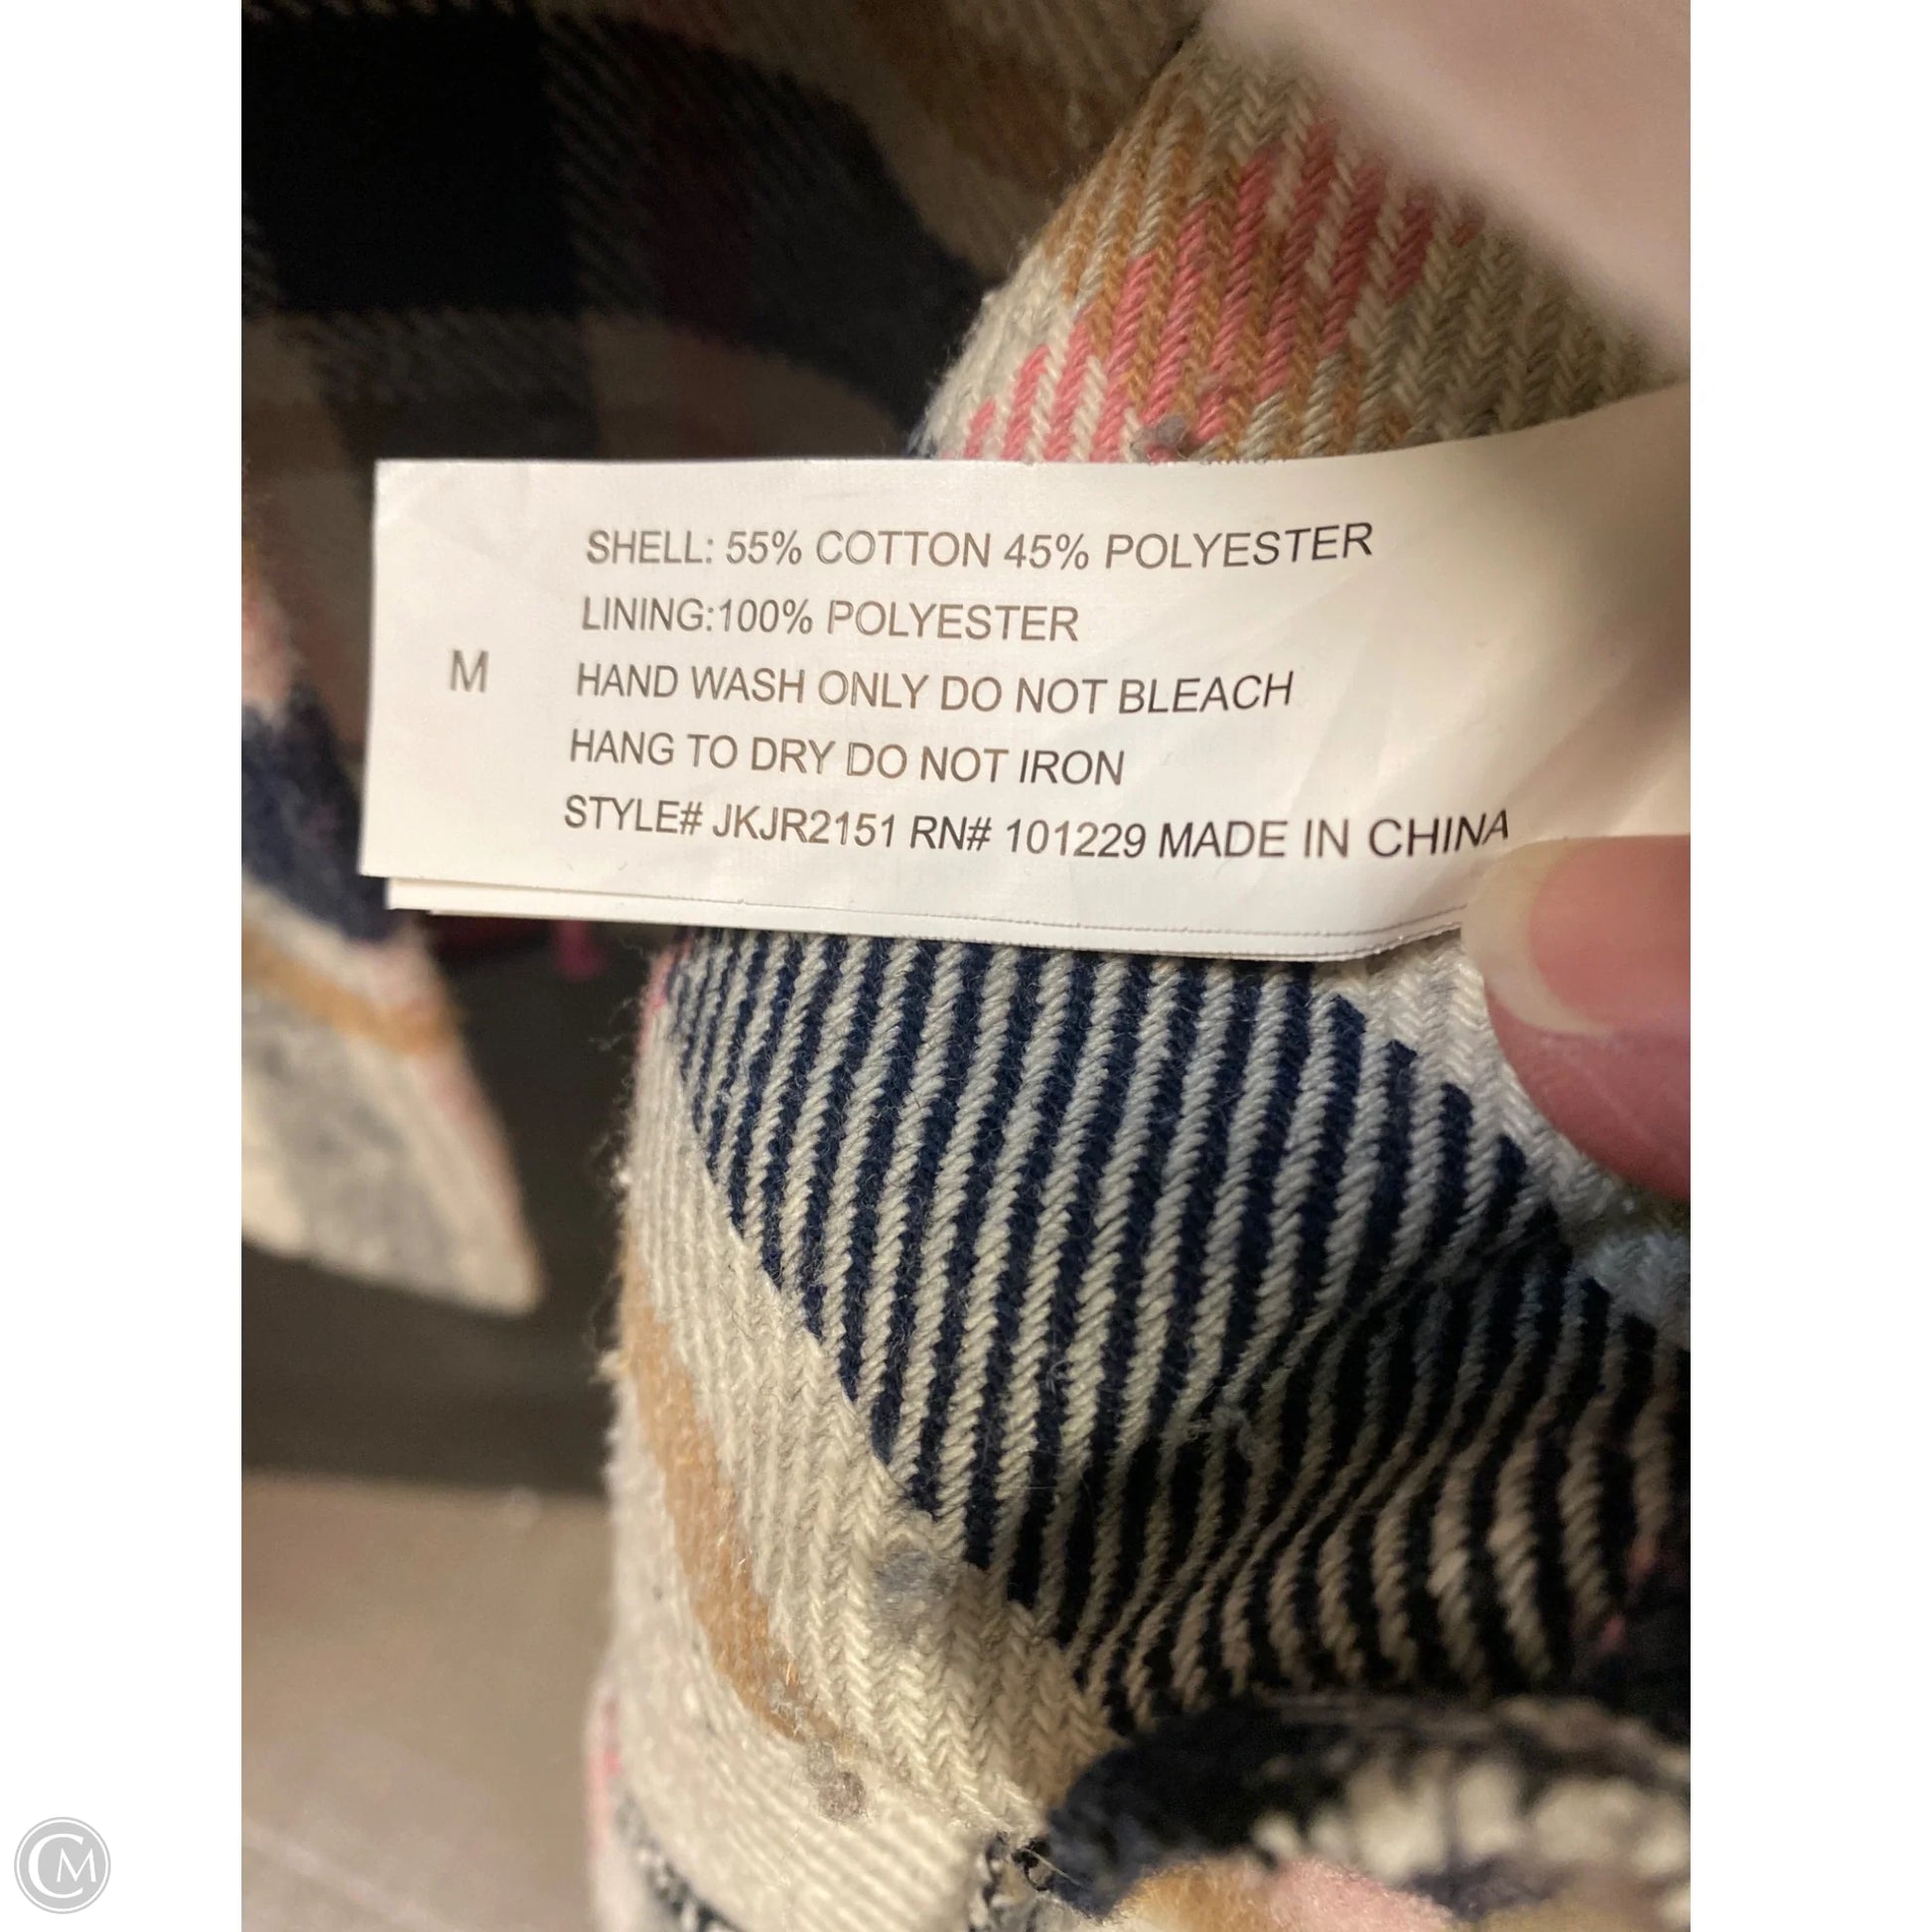 SHELL: 55% COTTON 45% POLYESTER
LINING:100% POLYESTER
M
HAND WASH ONLY DO NOT BLEACH
HANG TO DRY DO NOT IRON
STYLE# JKJR2151 RN# 101229 MADE IN CHINA
CM